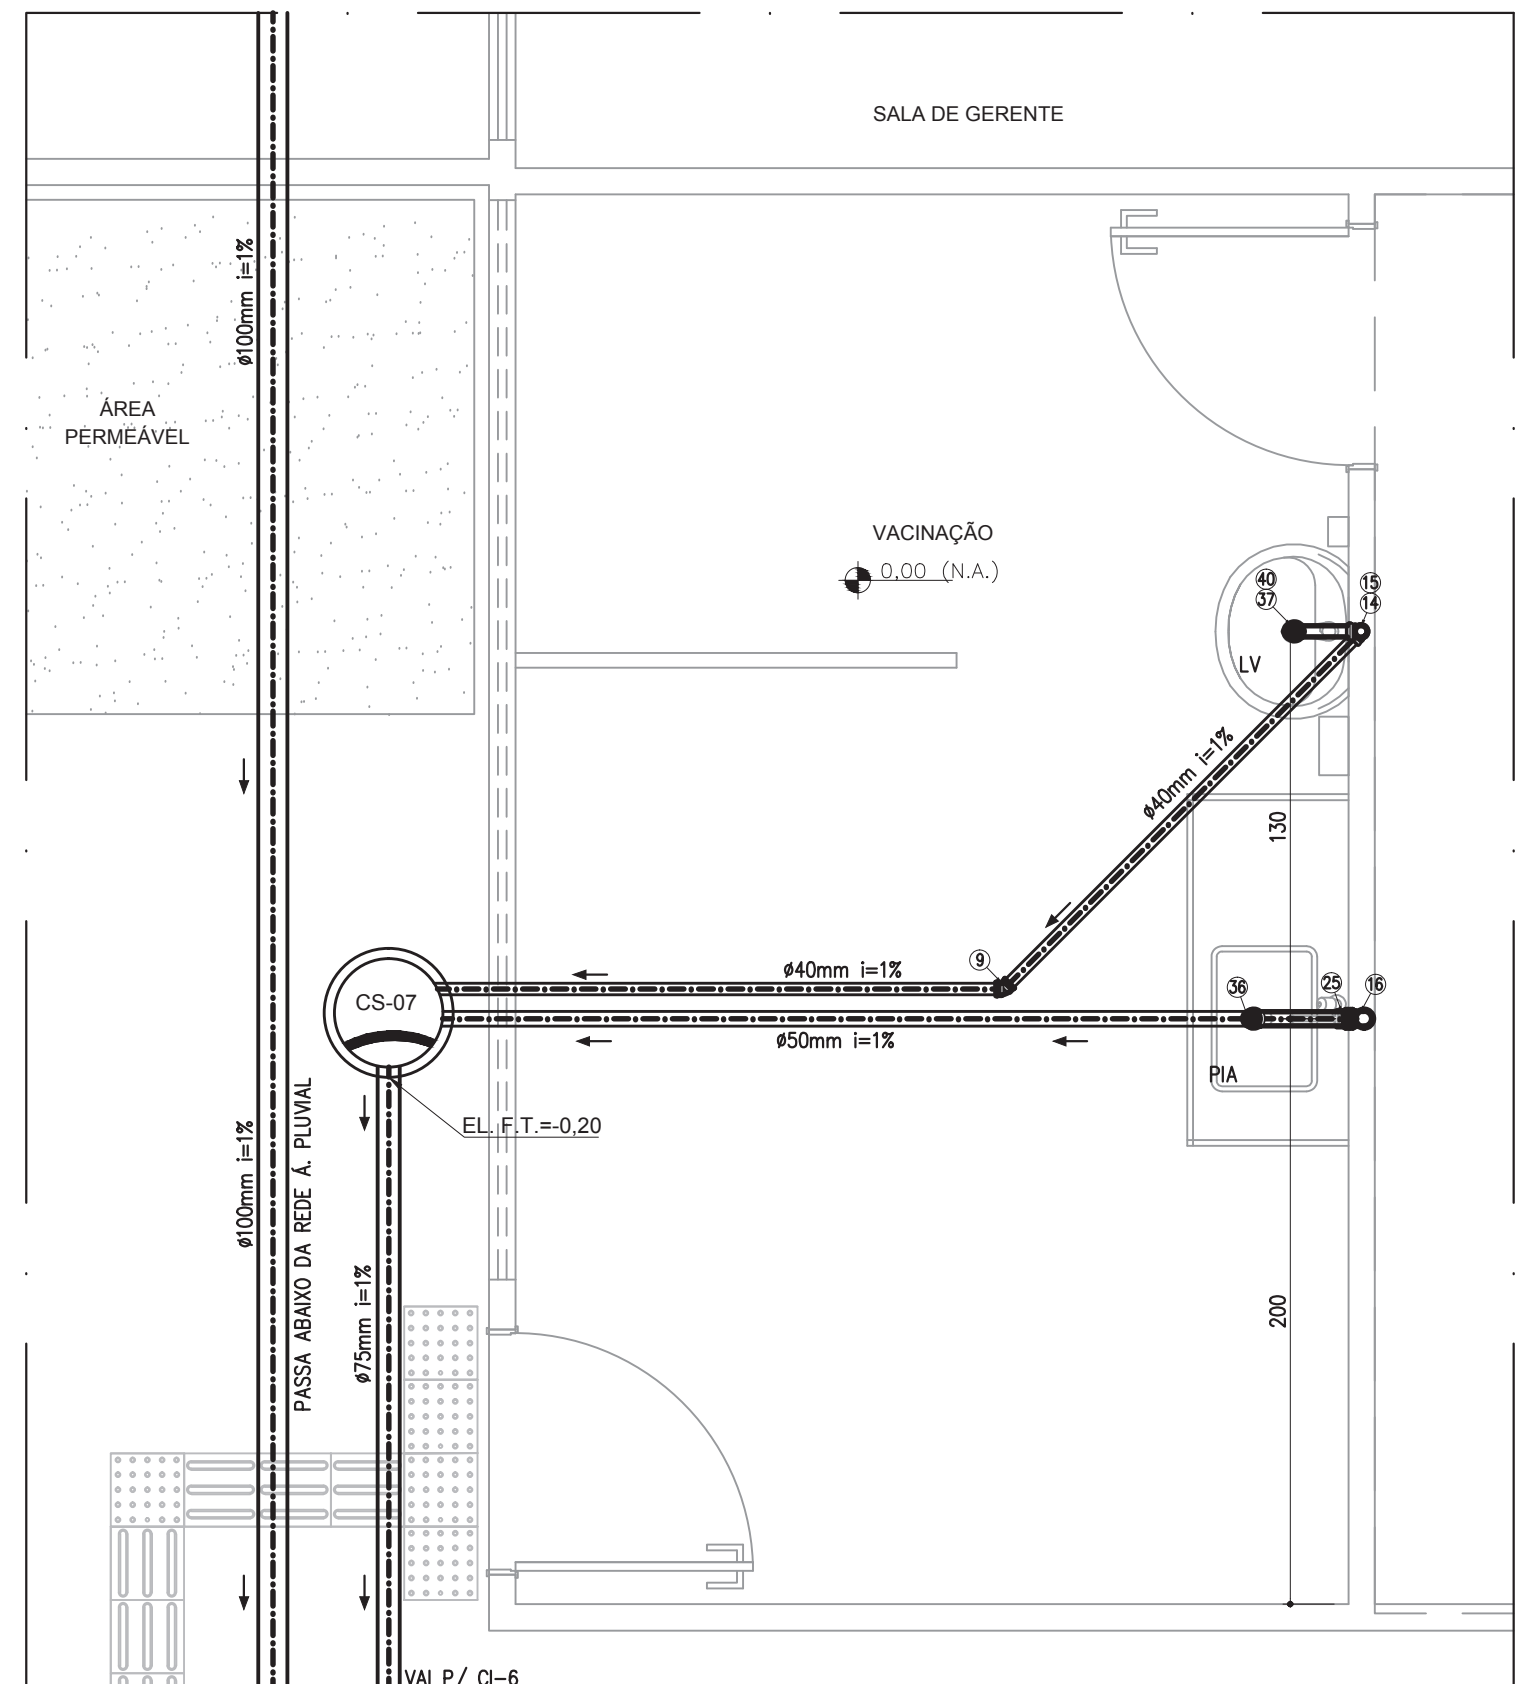 SALA DE GERENTE
ø100mm i=1%
ÁREA
PERMEÁVEL
VACINAÇÃO
0,00 (N.A.)
40
37
15
14
LV
ø40mm i=1%
130
9
ø40mm i=1%
CS-07
36
25
16
ø50mm i=1%
PIA
EL. F.T.=-0,20
ø100mm i=1%
PASSA ABAIXO DA REDE Á. PLUVIAL
ø75mm i=1%
200
VAI P/ CI-6